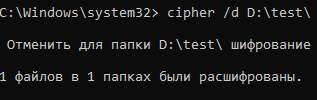 C:\Windows\system32> cipher /d D:\test\
Отменить для папки D:\test\ шифрование
1 файлов в 1 папках были расшифрованы.